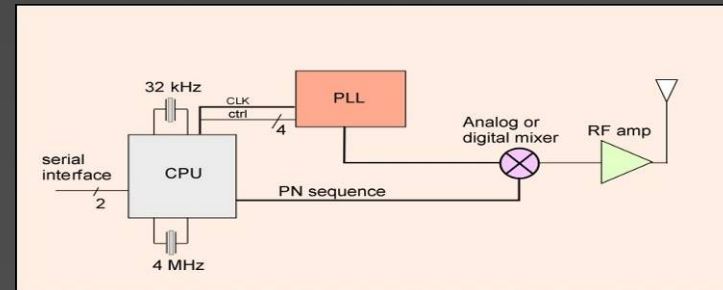 32 kHz
CLK
ctrl
4
PLL
Analog or
digital mixer
RF amp
serial
interface
2
CPU
PN sequence
4 MHz